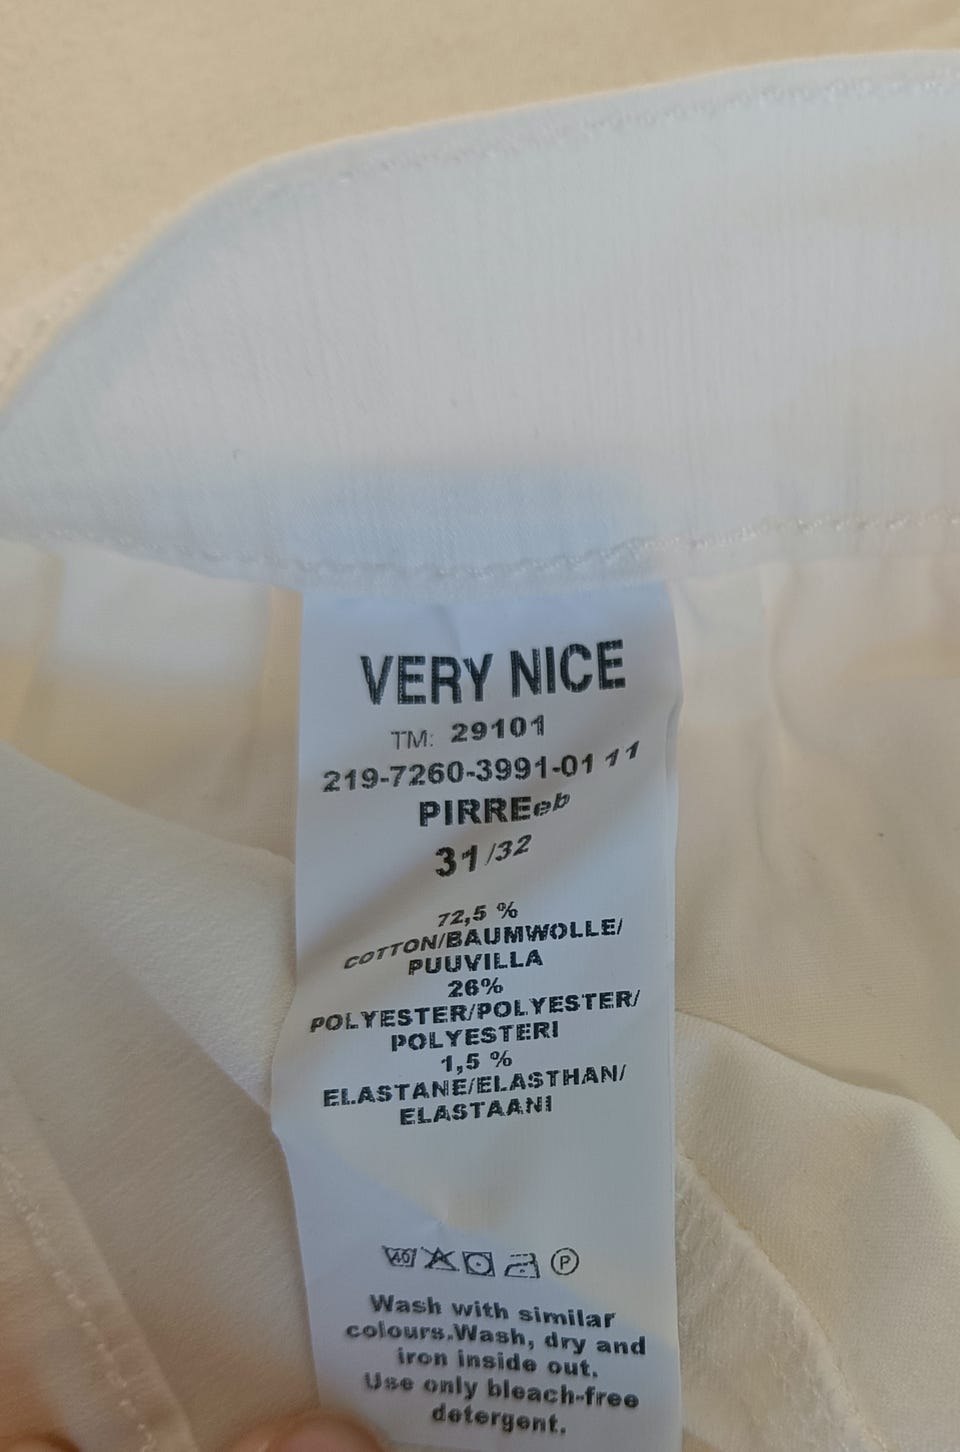 VERY NICE
TM: 29101
219-7260-3991-01 11
PIRREeb
31/32
72,5 %
COTTON/BAUMWOLLE/
PUUVILLA
26%
POLYESTER/POLYESTER/
POLYESTERI
1,5 %
ELASTANE/ELASTHAN/
ELASTAANI
40 P
Wash with similar
colours.Wash, dry and
iron inside out.
Use only bleach-free
detergent.